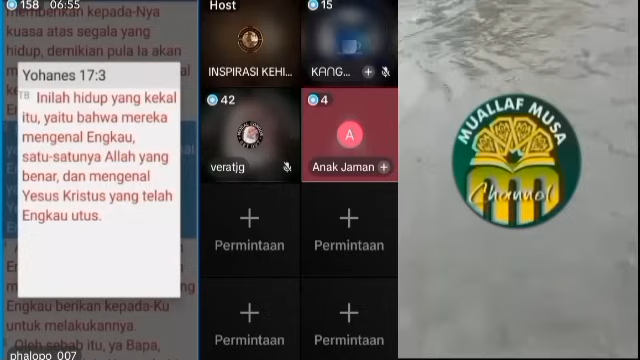 158 06:55
memberikan kepada-Nya
kuasa atas segala yang
hidup, demikian pula Ia akan
Yohanes 17:3
TB Inilah hidup yang kekal
itu, yaitu bahwa mereka
mengenal Engkau,
satu-satunya Allah yang
benar, dan mengenal
Yesus Kristus yang telah
Engkau utus.
Engkau berikan kepada-Ku
untuk melakukannya.
Oleh sebab itu, ya Bapa,
phalopo_007
Host
INSPIRASI KEHI...
15
KANG...
42
veratjg
4
A
Anak Jaman
Permintaan
Permintaan
Permintaan
Permintaan
MUALLAF MUSA
Channel